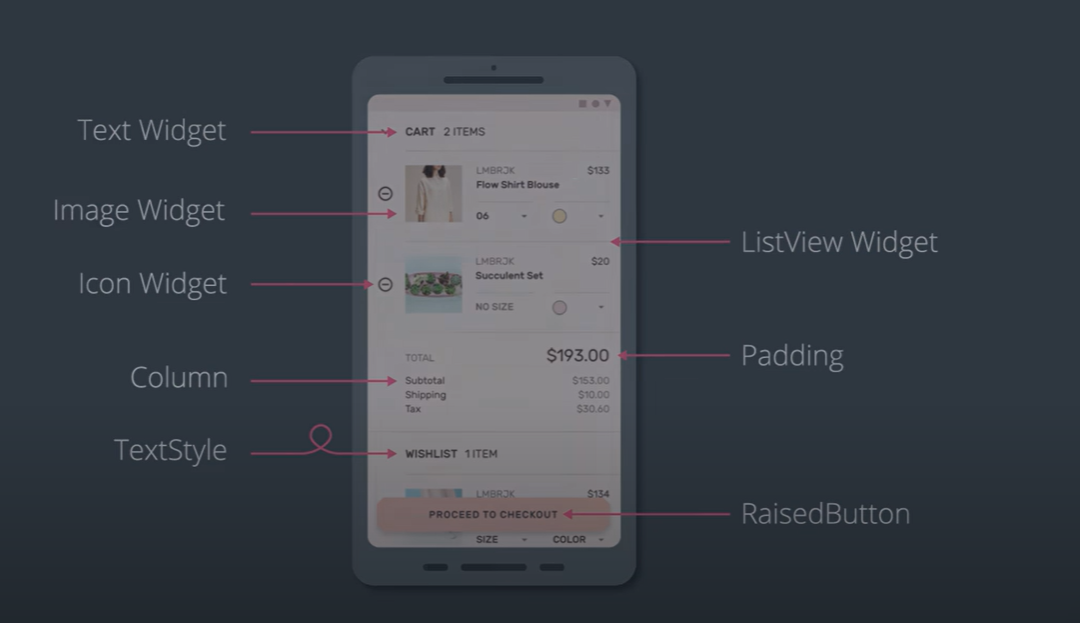 Text Widget
Image Widget
Icon Widget
Column
TextStyle
CART 2 ITEMS
LMBRJK $133
Flow Shirt Blouse
06
LMBRJK $20
Succulent Set
NO SIZE
TOTAL $193.00
Subtotal $153.00
Shipping $10.00
Tax $30.60
WISHLIST 1 ITEM
LMBRJK $134
PROCEED TO CHECKOUT
SIZE COLOR
ListView Widget
Padding
RaisedButton